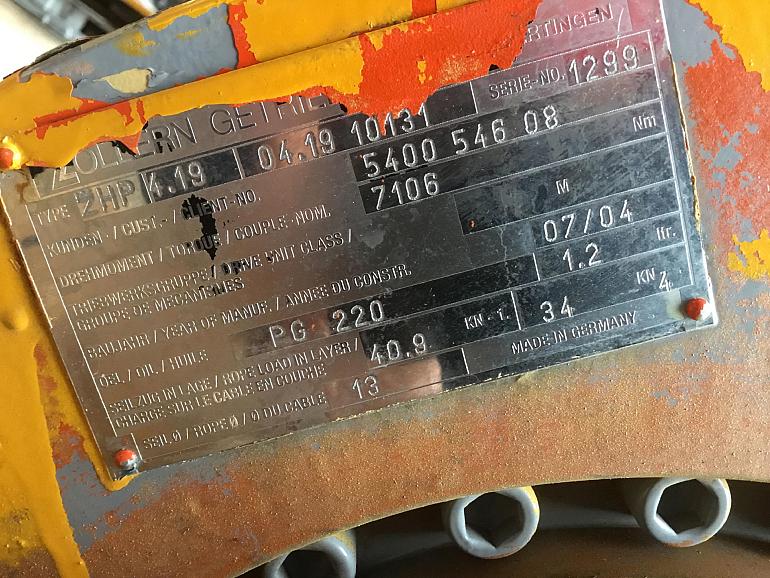 ZOLLERN GETRIE RTINGEN/
TYPE ZHP 4.19 04.19 10131 SERIE-NO. 1299
KUNDEN-/CUST.-/CLIENT-NO. 5400 546 08
DREHMOMENT/TORQUE/COUPLE-NOM. 7106 Nm
TRIEBWERKSGRUPPE/DRIVE UNIT CLASS/ M
GROUPE DE MECANISMES
BAUJAHR/YEAR OF MANUF./ANNEE DU CONSTR. 07/04
ÖEL/OIL/HUILE PG 220 1.2 ltr.
SEILZUG IN LAGE/ROPE LOAD IN LAYER/ 40.9 KN - 1. 34 KN 4
CHARGE SUR LE CABLE EN COUCHE
SEIL Ø/ROPE Ø/Ø DU CABLE 13 MADE IN GERMANY